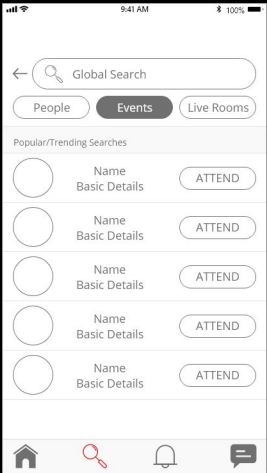 9:41 AM
100%
Global Search
People
Events
Live Rooms
Popular/Trending Searches
Name
Basic Details
ATTEND
Name
Basic Details
ATTEND
Name
Basic Details
ATTEND
Name
Basic Details
ATTEND
Name
Basic Details
ATTEND